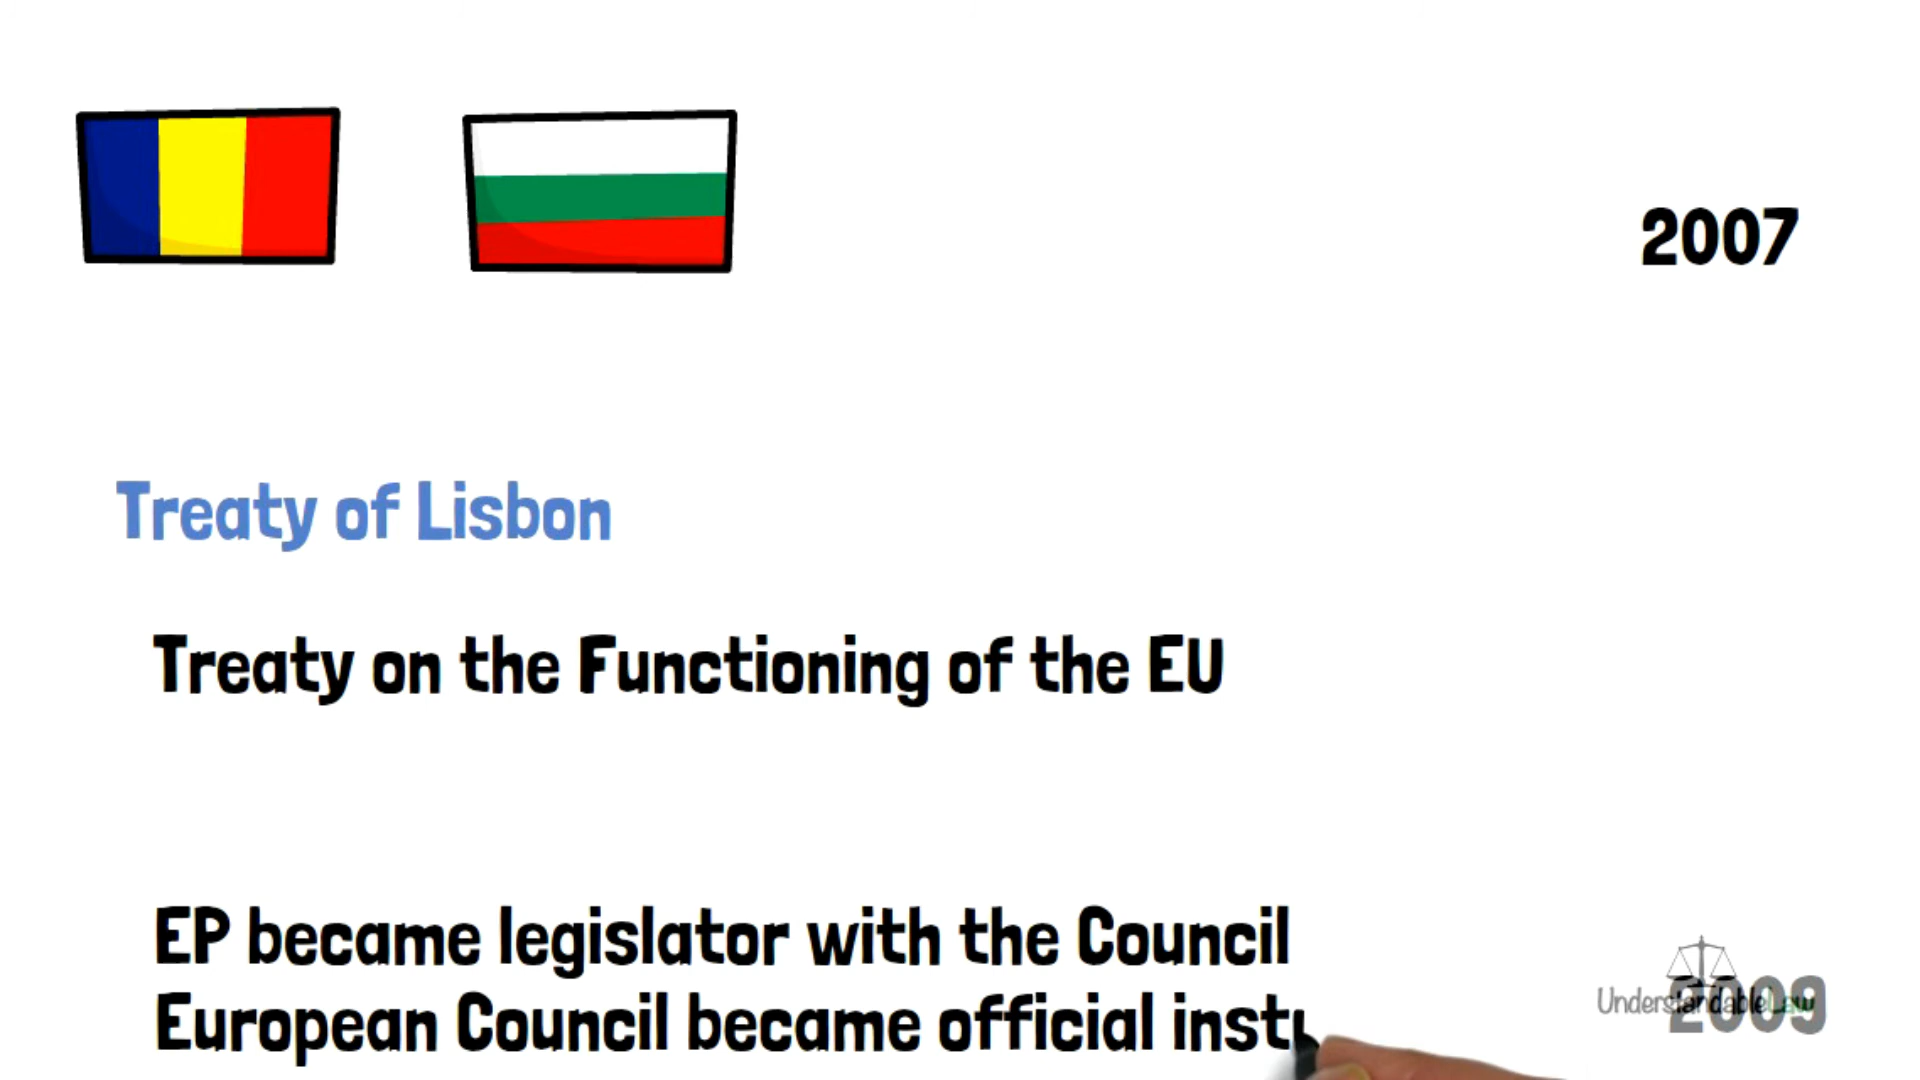 2007
Treaty of Lisbon
Treaty on the Functioning of the EU
EP became legislator with the Council
European Council became official inst
UnderstandableLaw
2009